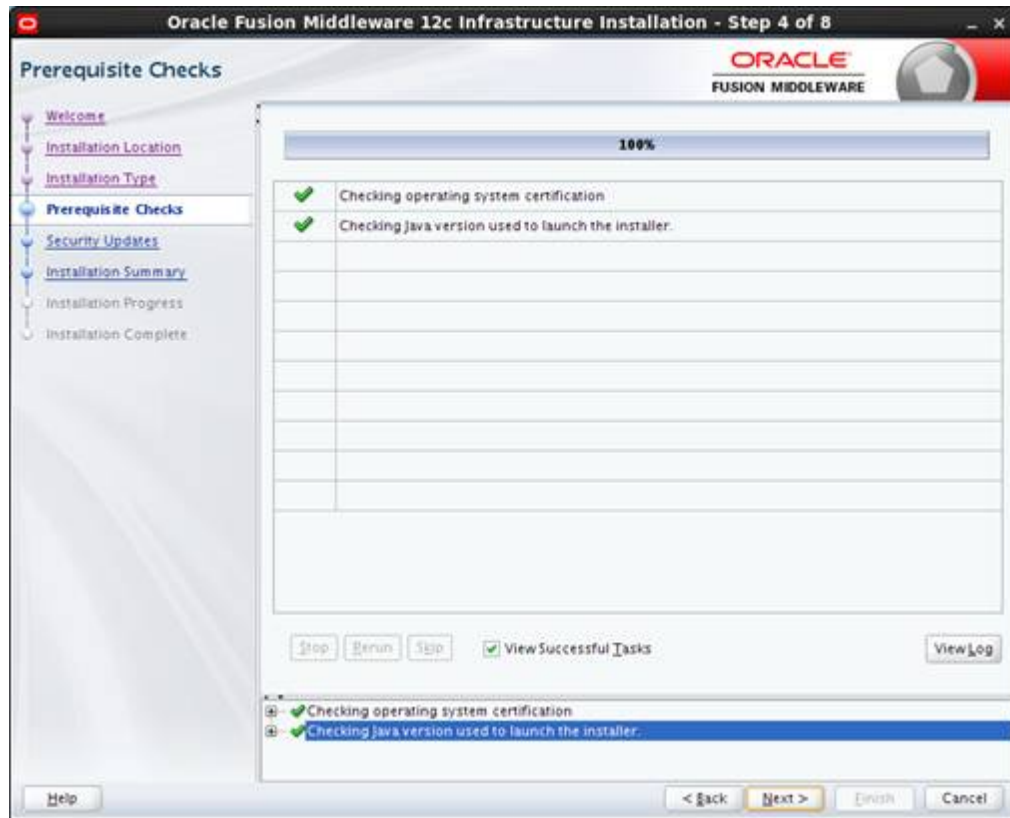 Oracle Fusion Middleware 12c Infrastructure Installation - Step 4 of 8
Prerequisite Checks
ORACLE
FUSION MIDDLEWARE
Welcome
Installation Location
Installation Type
Prerequisite Checks
Security Updates
Installation Summary
Installation Progress
Installation Complete
100%
Checking operating system certification
Checking Java version used to launch the installer.
Stop Rerun Skip View Successful Tasks View Log
Checking operating system certification
Checking Java version used to launch the installer.
Help < Back Next > Finish Cancel